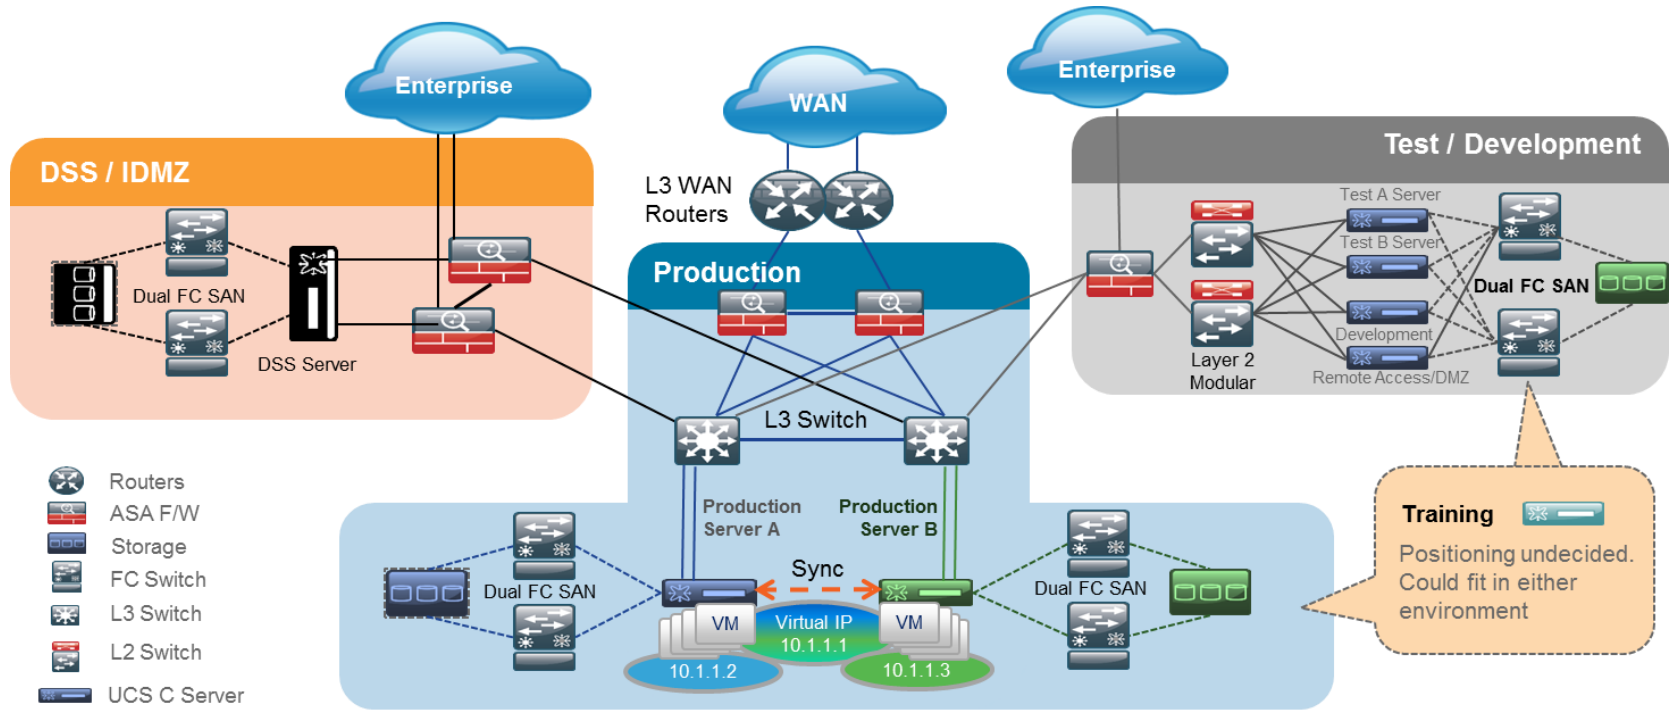 Enterprise
WAN
Enterprise
DSS / IDMZ
Test / Development
L3 WAN
Routers
Production
Dual FC SAN
DSS Server
Test A Server
Test B Server
Dual FC SAN
Development
Remote Access/DMZ
Layer 2
Modular
L3 Switch
Routers
ASA F/W
Storage
FC Switch
L3 Switch
L2 Switch
UCS C Server
Production
Server A
Production
Server B
Sync
Dual FC SAN
Dual FC SAN
VM
Virtual IP
10.1.1.1
VM
10.1.1.2
10.1.1.3
Training
Positioning undecided.
Could fit in either
environment